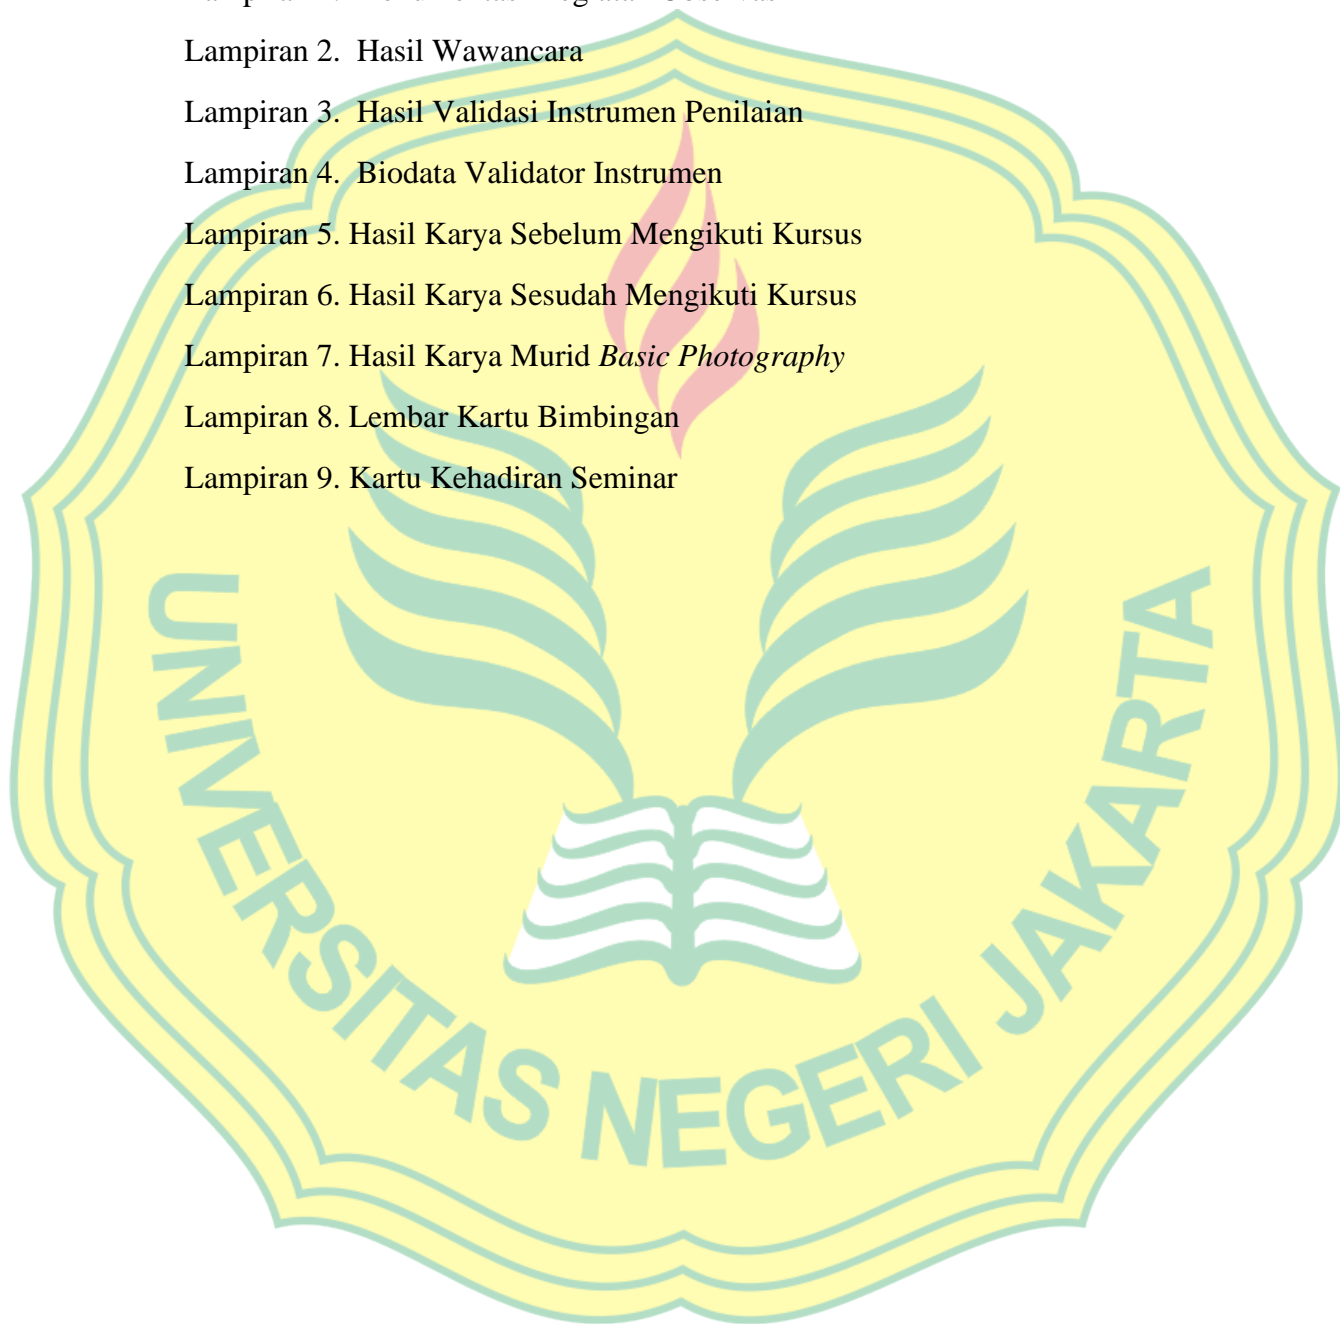 Lampiran 2. Hasil Wawancara
Lampiran 3. Hasil Validasi Instrumen Penilaian
Lampiran 4. Biodata Validator Instrumen
Lampiran 5. Hasil Karya Sebelum Mengikuti Kursus
Lampiran 6. Hasil Karya Sesudah Mengikuti Kursus
Lampiran 7. Hasil Karya Murid Basic Photography
Lampiran 8. Lembar Kartu Bimbingan
Lampiran 9. Kartu Kehadiran Seminar
UNIVERSITAS NEGERI JAKARTA